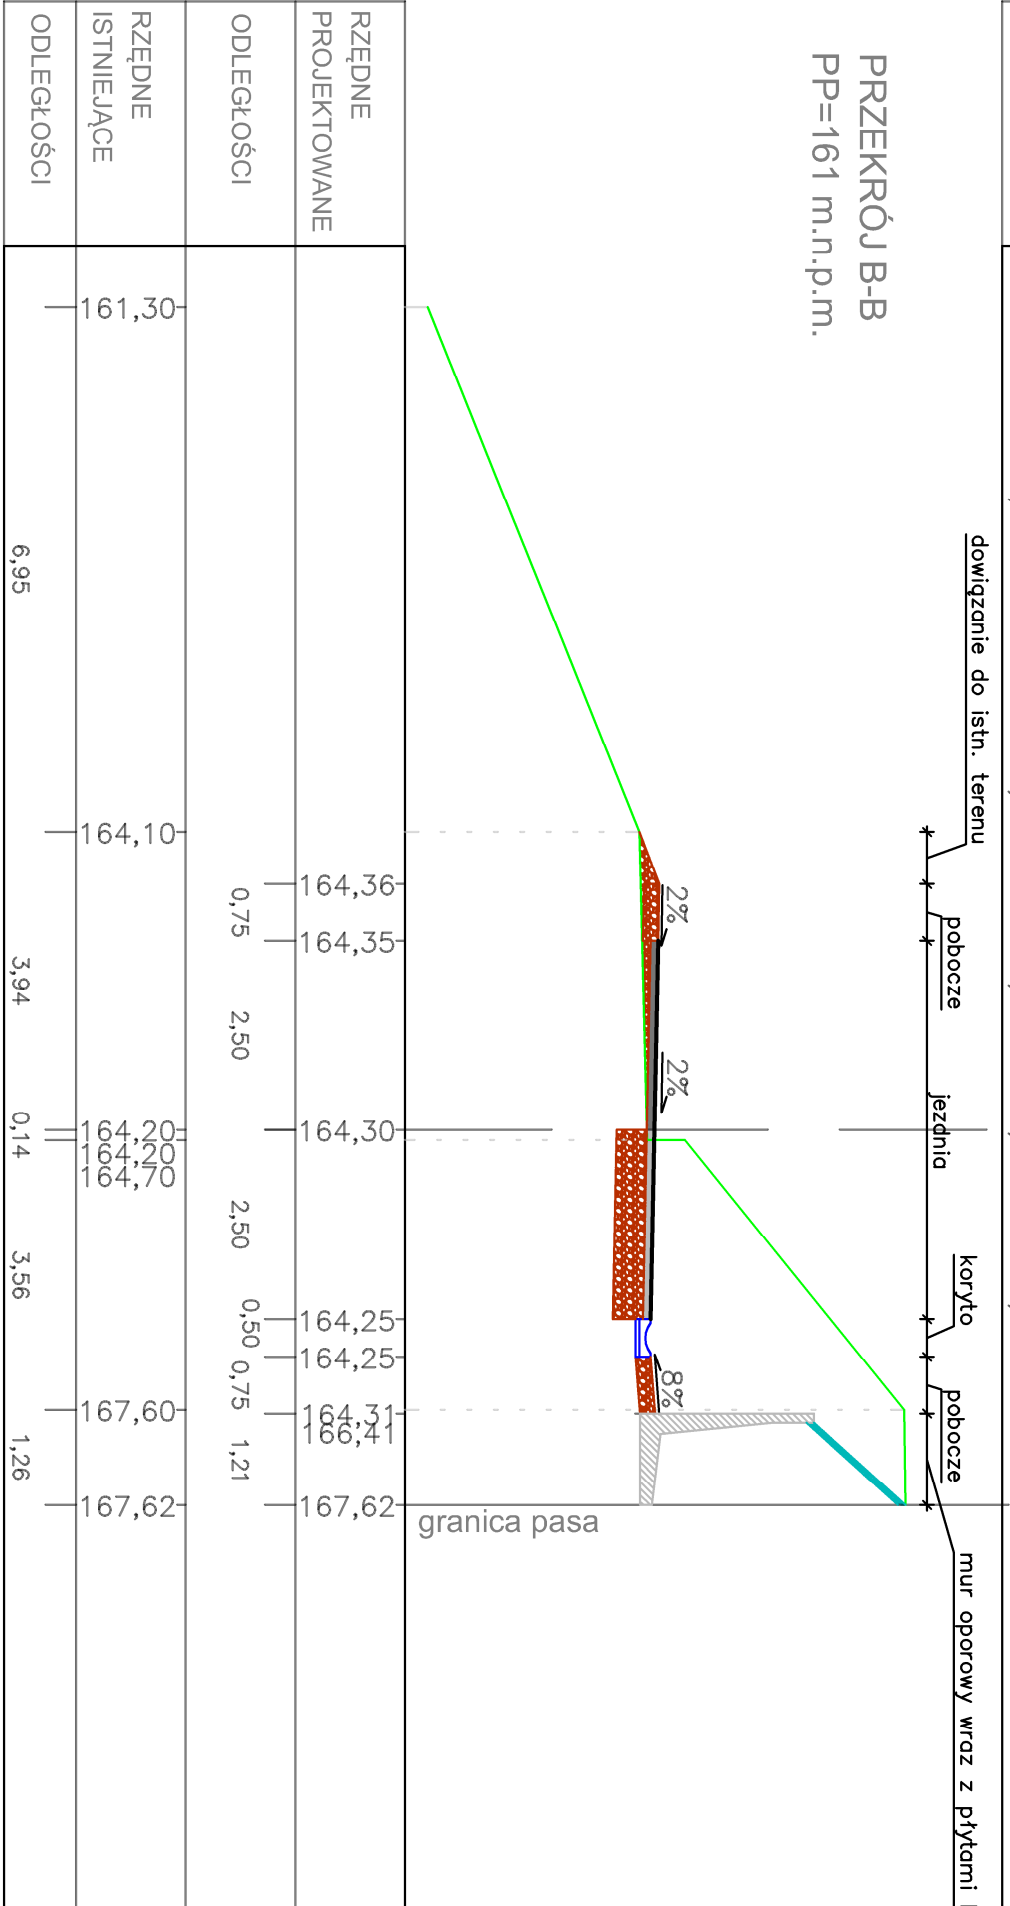 PRZEKRÓJ B-B
PP=161 m.n.p.m.
dowiązanie do istn. terenu
pobocze
jezdnia
koryto
pobocze
mur oporowy wraz z płytami
2%
2%
8%
granica pasa
RZĘDNE
PROJEKTOWANE
164,36
164,35
164,30
164,25
164,25
164,31
166,41
167,62
ODLEGŁOŚCI
0,75
2,50
2,50
0,50
0,75
1,21
RZĘDNE
ISTNIEJĄCE
161,30
164,10
164,20
164,20
164,70
167,60
167,62
ODLEGŁOŚCI
6,95
3,94
0,14
3,56
1,26